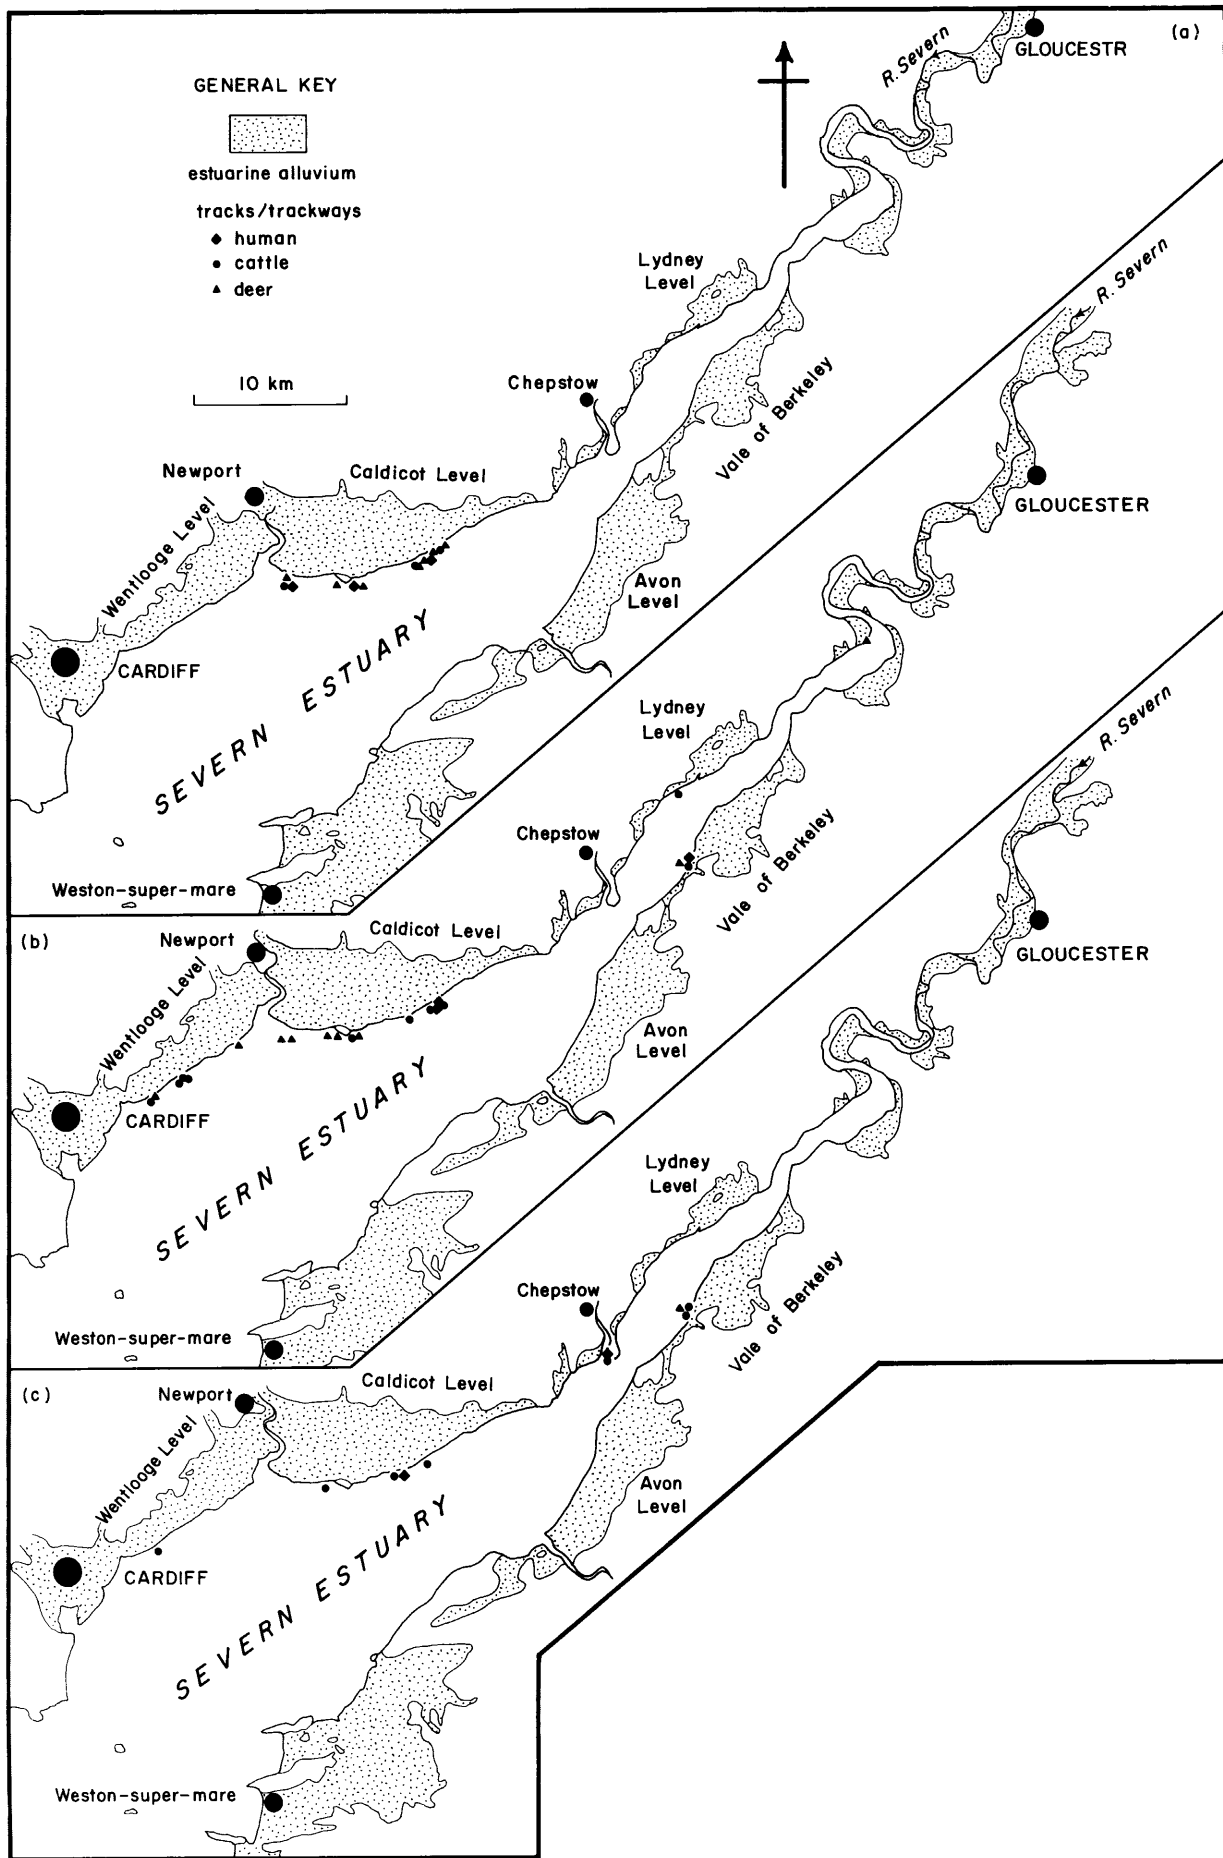 (a)
GLOUCESTR
R. Severn
GENERAL KEY
estuarine alluvium
tracks/trackways
human
cattle
deer
10 km
Lydney
Level
Chepstow
Vale of Berkeley
Newport
Caldicot Level
Wentlooge Level
Avon
Level
CARDIFF
SEVERN ESTUARY
Weston-super-mare
(b)
R. Severn
GLOUCESTER
Lydney
Level
Chepstow
Vale of Berkeley
Newport
Caldicot Level
Wentlooge Level
Avon
Level
CARDIFF
SEVERN ESTUARY
Weston-super-mare
(c)
R. Severn
GLOUCESTER
Lydney
Level
Chepstow
Vale of Berkeley
Newport
Caldicot Level
Wentlooge Level
Avon
Level
CARDIFF
SEVERN ESTUARY
Weston-super-mare